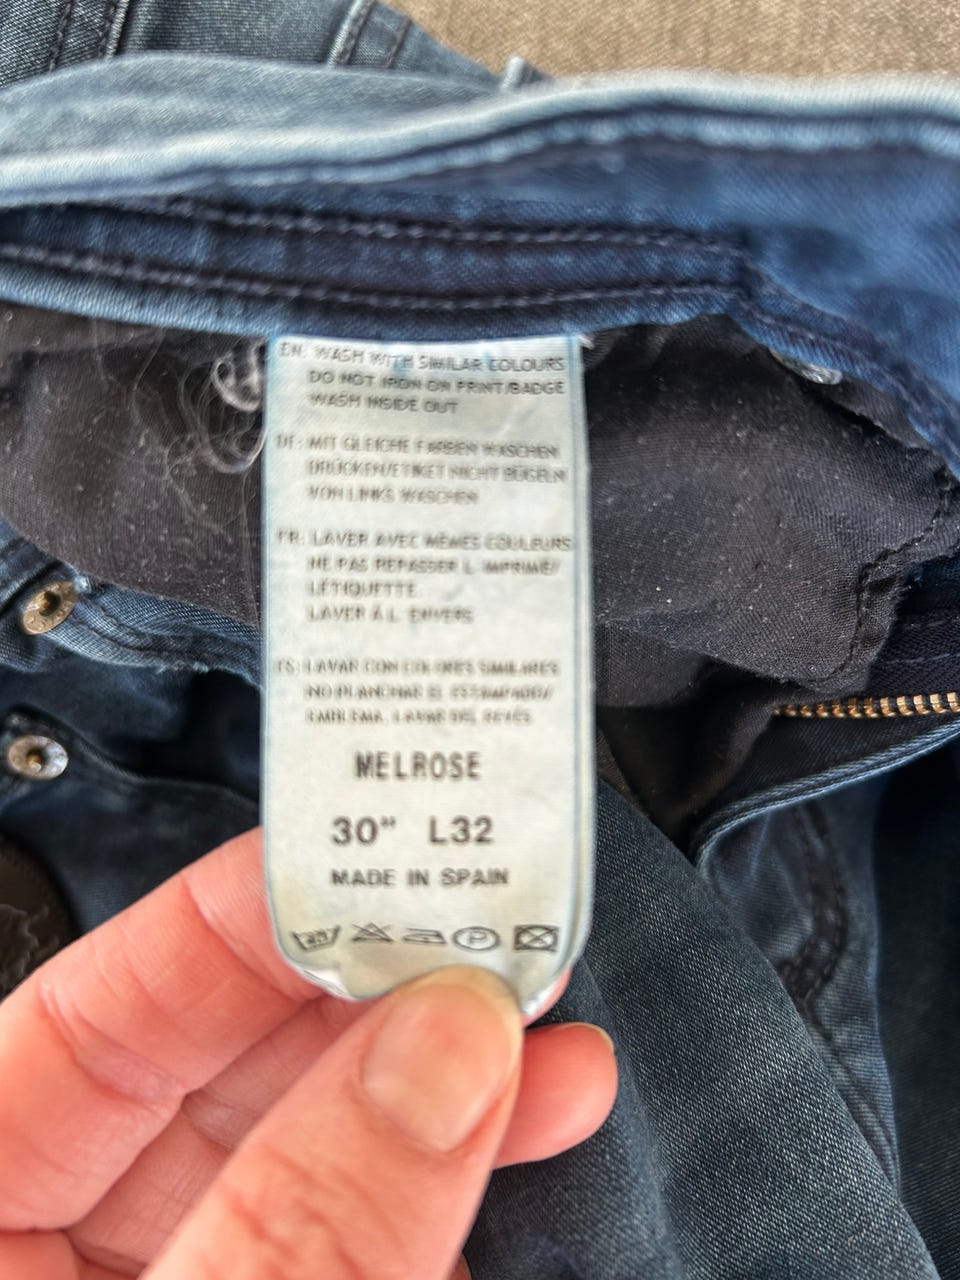 EN: WASH WITH SIMILAR COLOURS
DO NOT IRON ON PRINT/BADGE
WASH INSIDE OUT
DE: MIT GLEICHE FARBEN WASCHEN
DRÜCKEN/ETIKET NICHT BÜGELN
VON LINKS WASCHEN
FR: LAVER AVEC MÊMES COULEURS
NE PAS REPASSER L IMPRIMÉ/
LÉTIQUETTE.
LAVER À L ENVERS
ES: LAVAR CON COLORES SIMILARES
NO PLANCHAR EL ESTAMPADO/
EMBLEMA. LAVAR DEL REVÉS
MELROSE
30" L32
MADE IN SPAIN
P